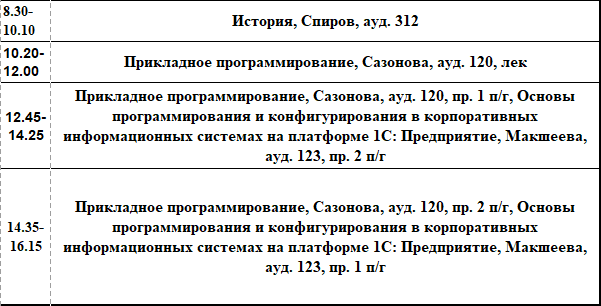 8.30-
10.10
История, Спиров, ауд. 312
10.20-
12.00
Прикладное программирование, Сазонова, ауд. 120, лек
12.45-
14.25
Прикладное программирование, Сазонова, ауд. 120, пр. 1 п/г, Основы
программирования и конфигурирования в корпоративных
информационных системах на платформе 1С: Предприятие, Макшеева,
ауд. 123, пр. 2 п/г
14.35-
16.15
Прикладное программирование, Сазонова, ауд. 120, пр. 2 п/г, Основы
программирования и конфигурирования в корпоративных
информационных системах на платформе 1С: Предприятие, Макшеева,
ауд. 123, пр. 1 п/г